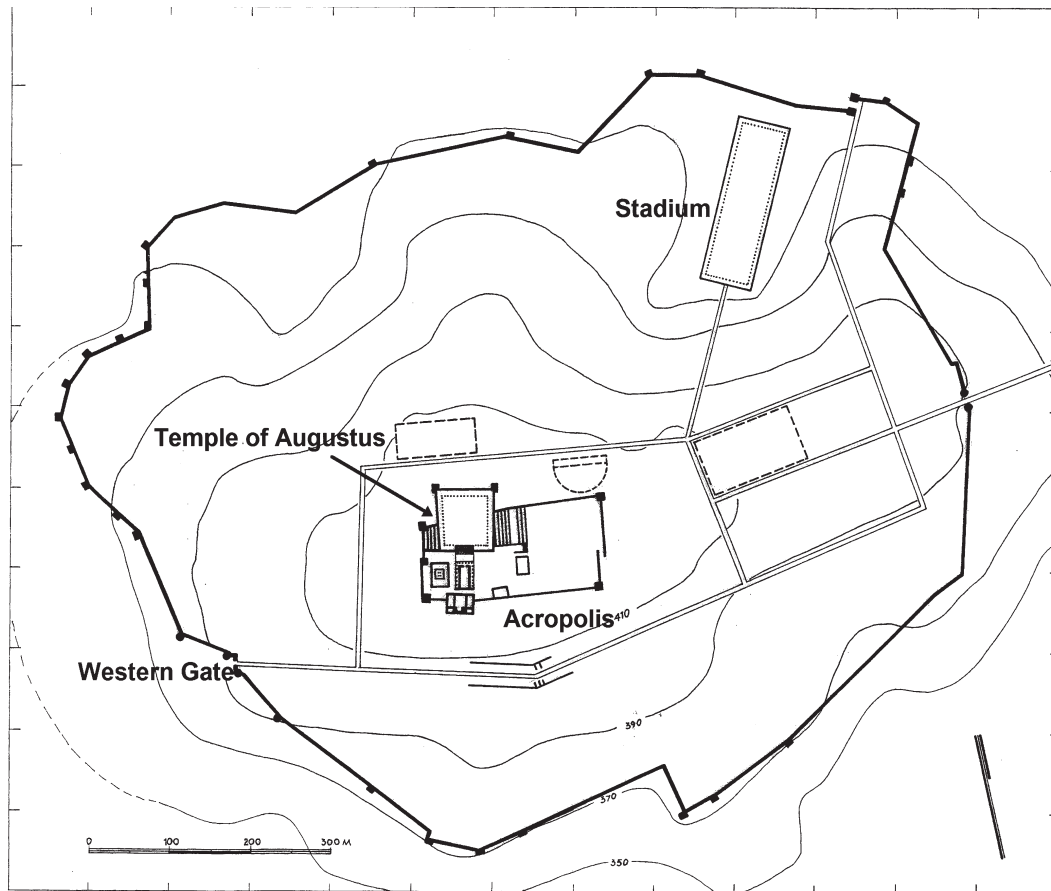 Stadium
Temple of Augustus
Acropolis
410
Western Gate
390
370
350
0 100 200 300 M